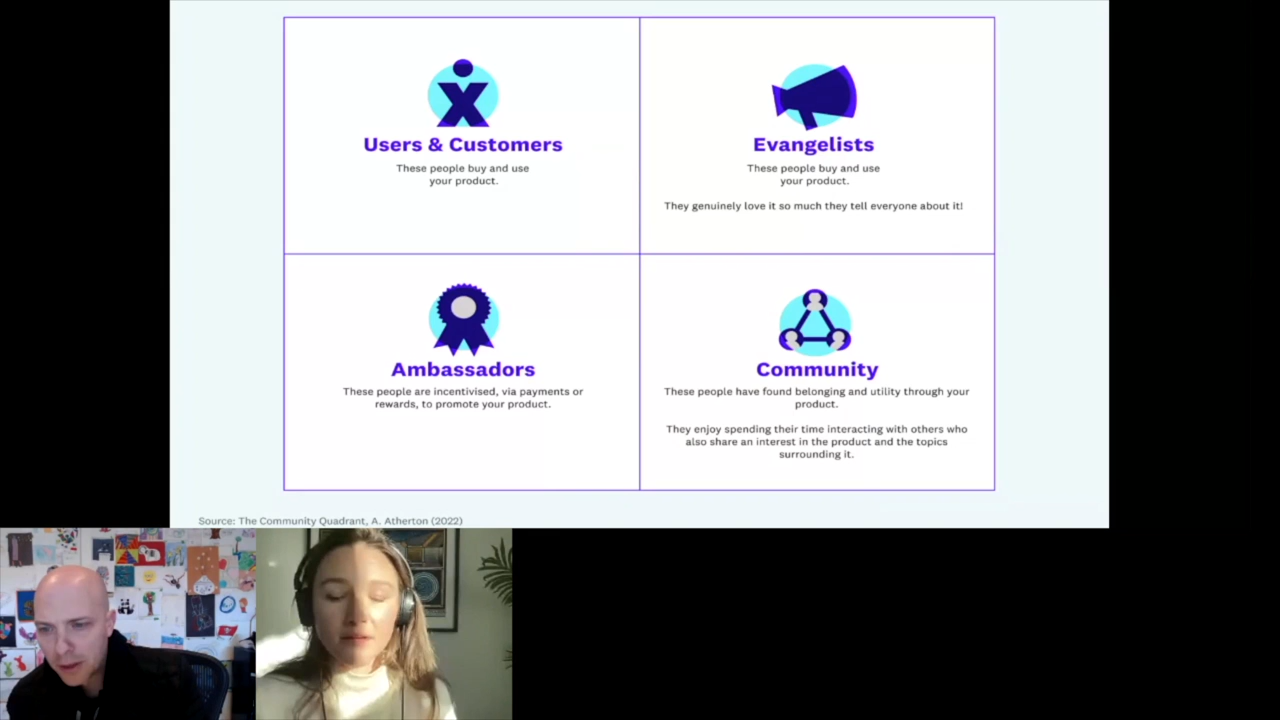 Users & Customers
These people buy and use
your product.
Evangelists
These people buy and use
your product.
They genuinely love it so much they tell everyone about it!
Ambassadors
These people are incentivised, via payments or
rewards, to promote your product.
Community
These people have found belonging and utility through your
product.
They enjoy spending their time interacting with others who
also share an interest in the product and the topics
surrounding it.
Source: The Community Quadrant, A. Atherton (2022)